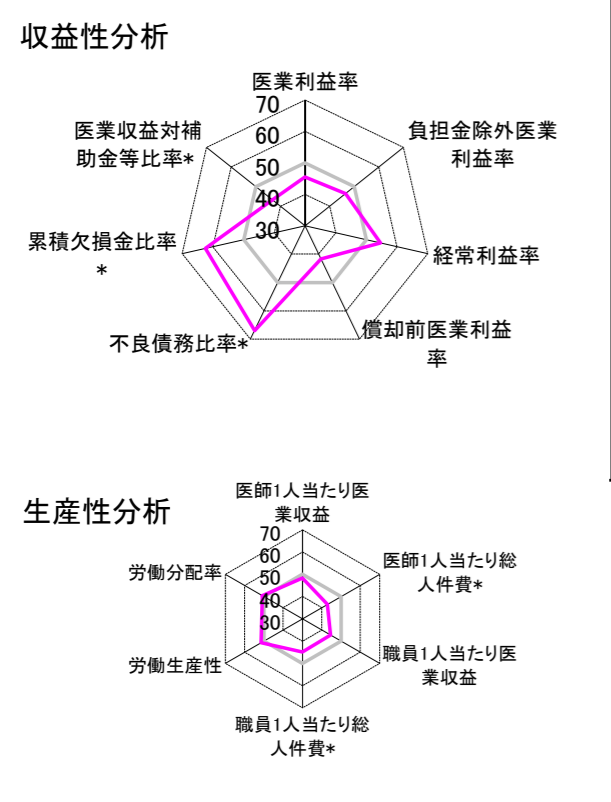 収益性分析
医業利益率
70
60
50
40
30
負担金除外医業
利益率
経常利益率
償却前医業利益
率
不良債務比率*
累積欠損金比率
*
医業収益対補
助金等比率*
生産性分析
医師1人当たり医
業収益
70
60
50
40
30
医師1人当たり総
人件費*
職員1人当たり医
業収益
職員1人当たり総
人件費*
労働生産性
労働分配率